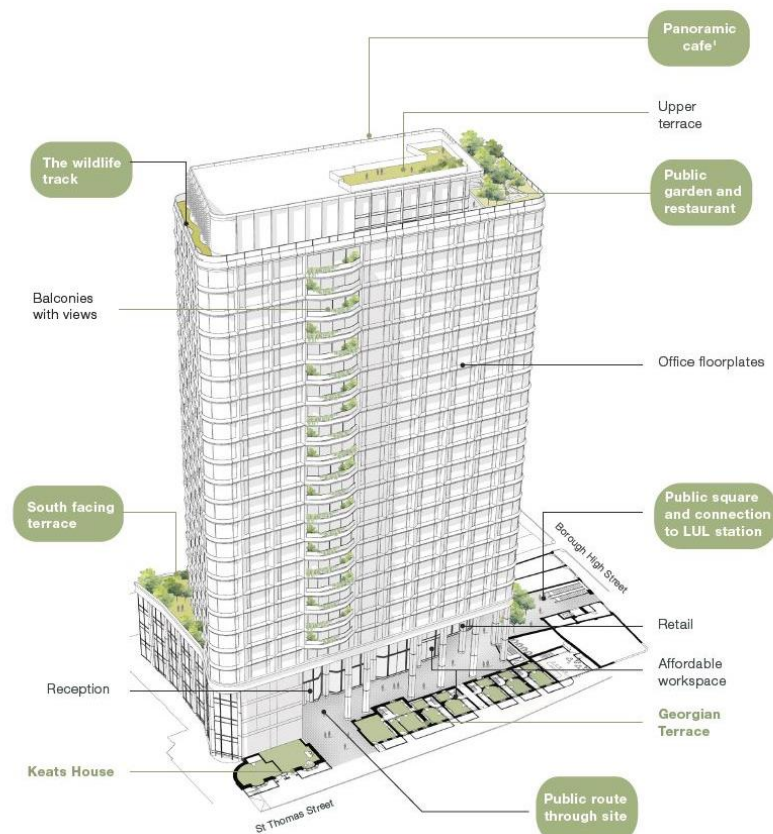 Panoramic
cafe¹
Upper
terrace
The wildlife
track
Public
garden and
restaurant
Balconies
with views
Office floorplates
South facing
terrace
Public square
and connection
to LUL station
Borough High Street
Retail
Reception
Affordable
workspace
Georgian
Terrace
Keats House
St Thomas Street
Public route
through site